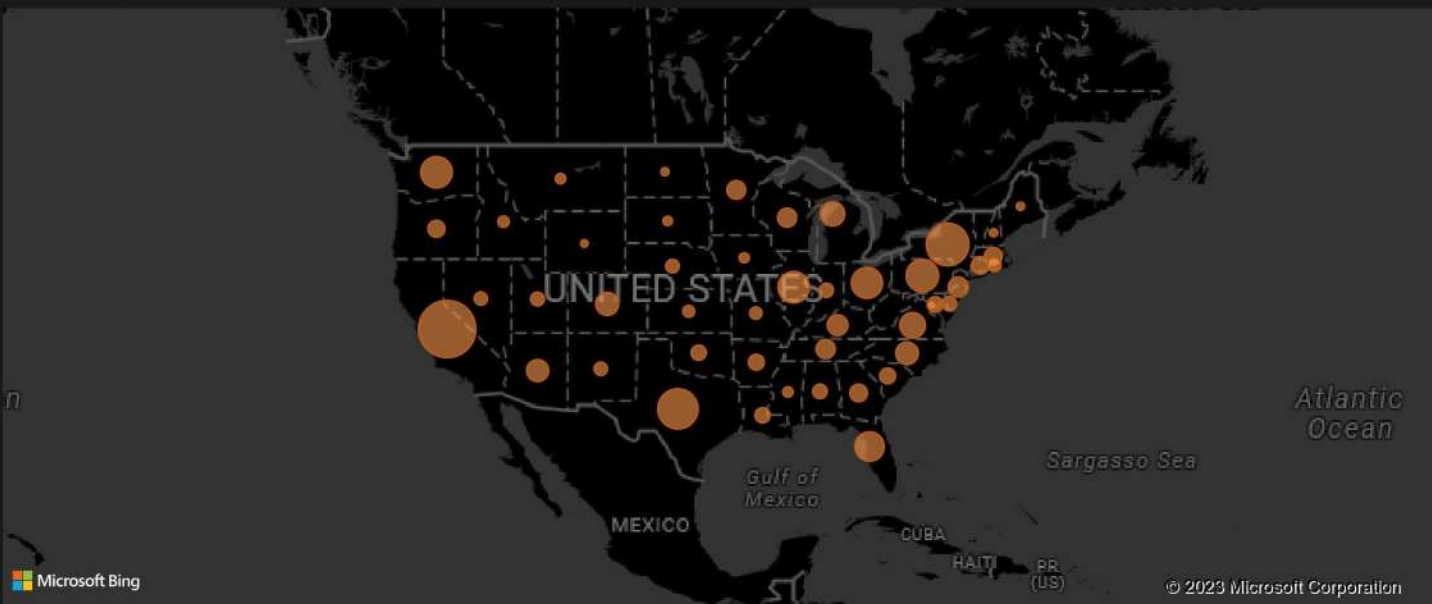 UNITED STATES
n
Atlantic
Ocean
Sargasso Sea
Gulf of
Mexico
MEXICO
CUBA
HAITI
PR
(US)
Microsoft Bing
© 2023 Microsoft Corporation